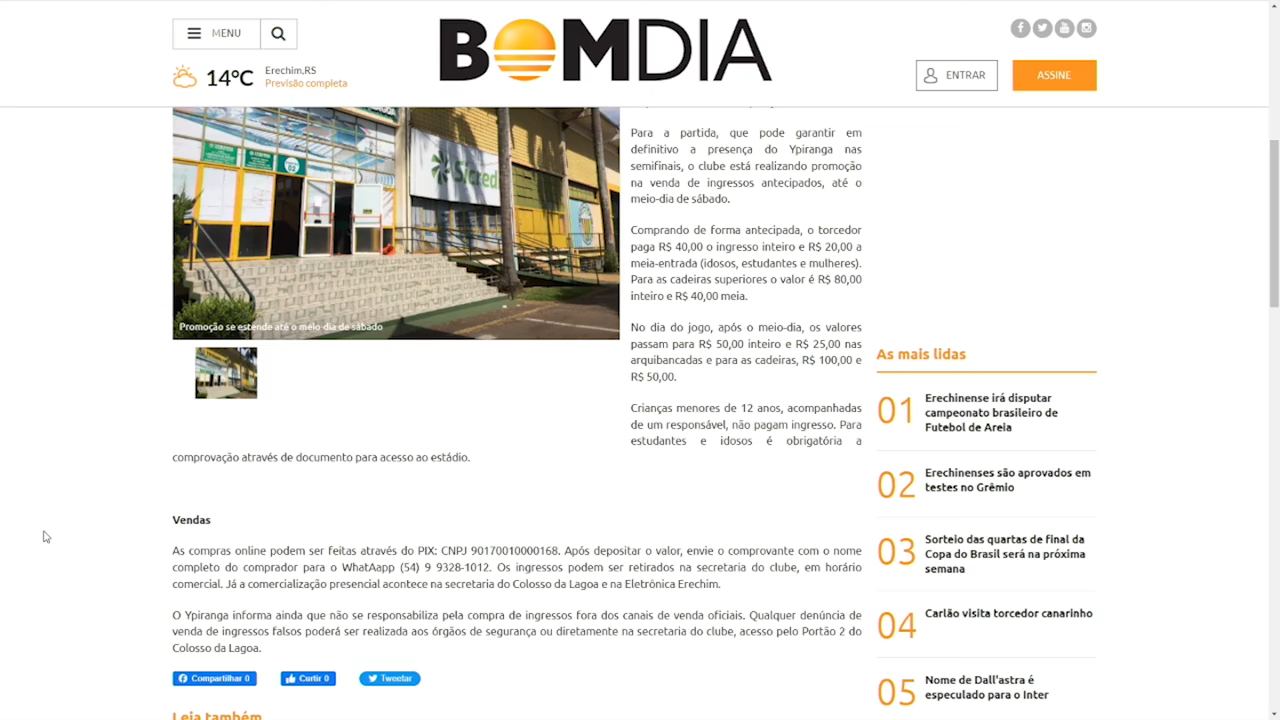 MENU
BOMDIA
14°C
Erechim,RS
Previsão completa
ENTRAR
ASSINE
Sicredi
Promoção se estende até o meio-dia de sábado
Para a partida, que pode garantir em
definitivo a presença do Ypiranga nas
semifinais, o clube está realizando promoção
na venda de ingressos antecipados, até o
meio-dia de sábado.
Comprando de forma antecipada, o torcedor
paga R$ 40,00 o ingresso inteiro e R$ 20,00 a
meia-entrada (idosos, estudantes e mulheres).
Para as cadeiras superiores o valor é R$ 80,00
inteiro e R$ 40,00 meia.
No dia do jogo, após o meio-dia, os valores
passam para R$ 50,00 inteiro e R$ 25,00 nas
arquibancadas e para as cadeiras, R$ 100,00 e
R$ 50,00.
Crianças menores de 12 anos, acompanhadas
de um responsável, não pagam ingresso. Para
estudantes e idosos é obrigatória a
comprovação através de documento para acesso ao estádio.
Vendas
As compras online podem ser feitas através do PIX: CNPJ 90170010000168. Após depositar o valor, envie o comprovante com o nome
completo do comprador para o WhatAapp (54) 9 9328-1012. Os ingressos podem ser retirados na secretaria do clube, em horário
comercial. Já a comercialização presencial acontece na secretaria do Colosso da Lagoa e na Eletrônica Erechim.
O Ypiranga informa ainda que não se responsabiliza pela compra de ingressos fora dos canais de venda oficiais. Qualquer denúncia de
venda de ingressos falsos poderá ser realizada aos órgãos de segurança ou diretamente na secretaria do clube, acesso pelo Portão 2 do
Colosso da Lagoa.
Compartilhar 0
Curtir 0
Tweetar
Leia também
As mais lidas
01
Erechinense irá disputar
campeonato brasileiro de
Futebol de Areia
02
Erechinenses são aprovados em
testes no Grêmio
03
Sorteio das quartas de final da
Copa do Brasil será na próxima
semana
04
Carlão visita torcedor canarinho
05
Nome de Dall'astra é
especulado para o Inter